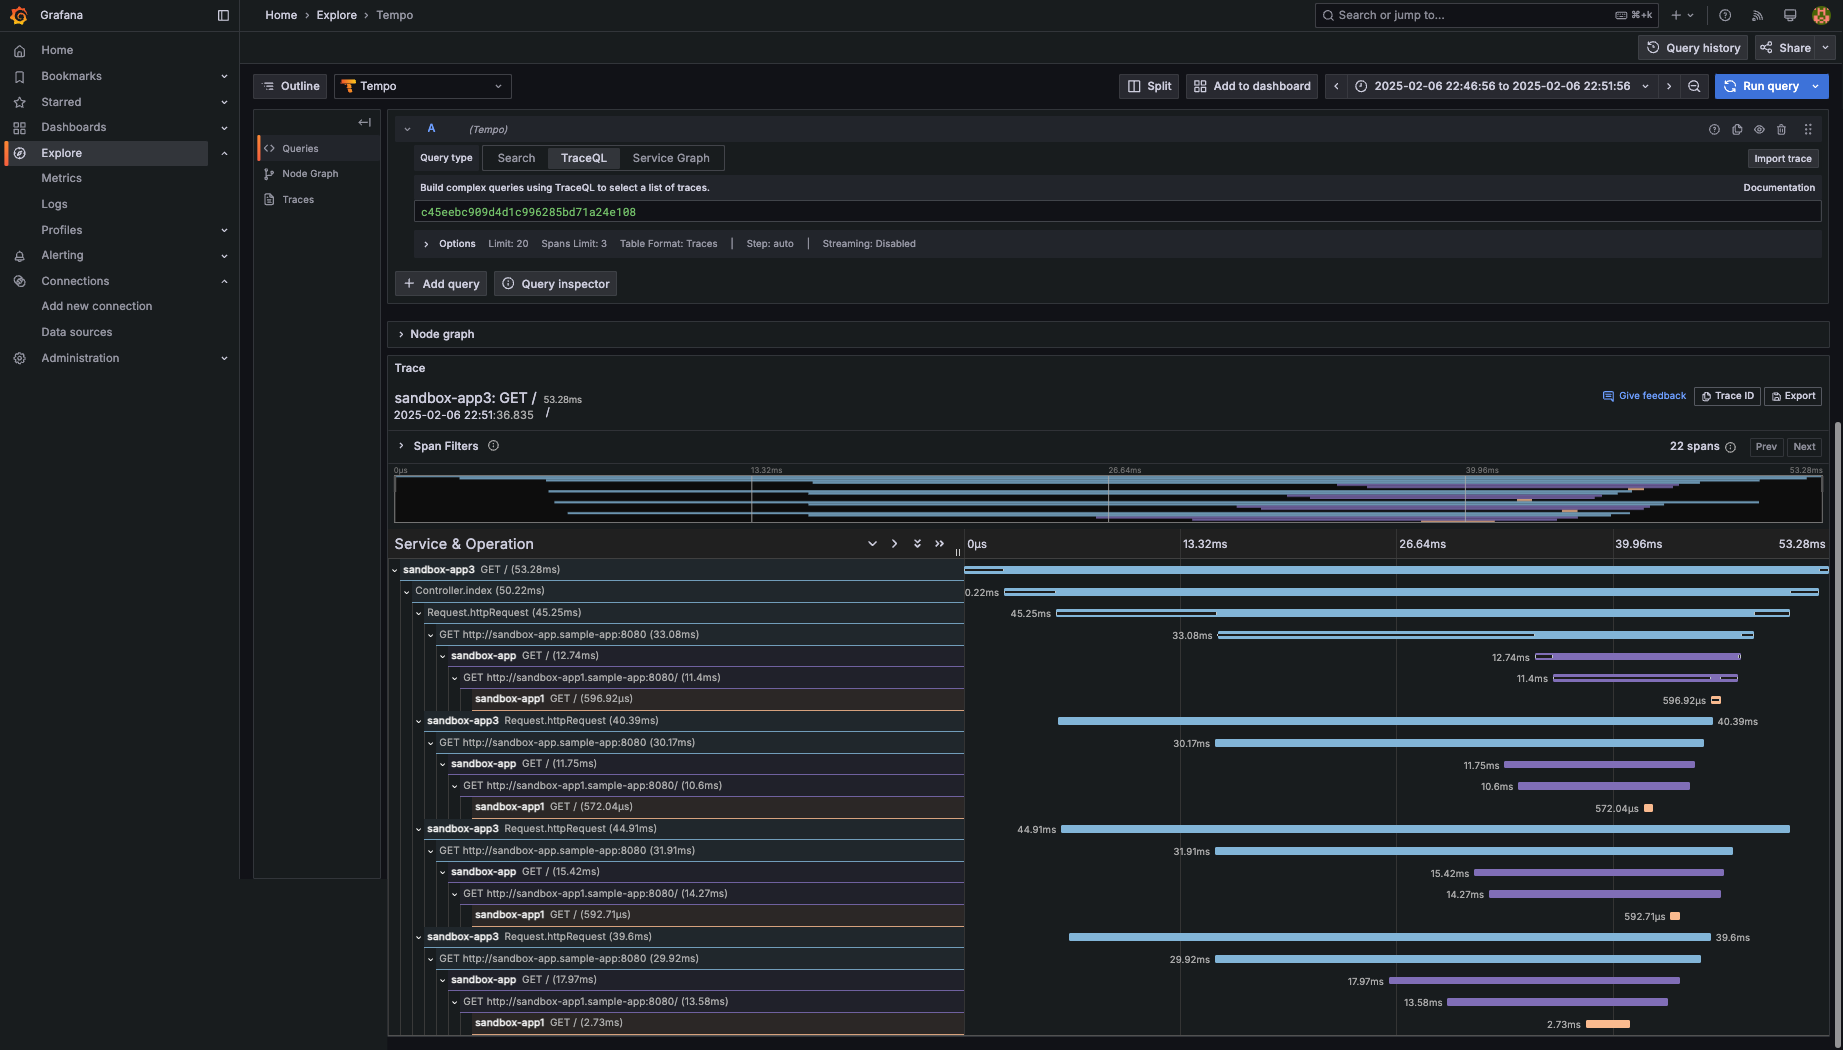 Grafana
Home › Explore › Tempo
Search or jump to...
⌘+k
Home
Bookmarks
Starred
Dashboards
Explore
Metrics
Logs
Profiles
Alerting
Connections
Add new connection
Data sources
Administration
Query history
Share
Outline
Tempo
Split
Add to dashboard
2025-02-06 22:46:56 to 2025-02-06 22:51:56
Run query
Queries
Node Graph
Traces
A (Tempo)
Query type Search TraceQL Service Graph
Import trace
Build complex queries using TraceQL to select a list of traces.
Documentation
c45eebc909d4d1c996285bd71a24e108
Options Limit: 20 Spans Limit: 3 Table Format: Traces | Step: auto | Streaming: Disabled
+ Add query
Query inspector
Node graph
Trace
sandbox-app3: GET / 53.28ms
2025-02-06 22:51:36.835 /
Give feedback
Trace ID
Export
Span Filters
22 spans
Prev
Next
0μs 13.32ms 26.64ms 39.96ms 53.28ms
Service & Operation
0μs 13.32ms 26.64ms 39.96ms 53.28ms
sandbox-app3 GET / (53.28ms)
Controller.index (50.22ms) 0.22ms
Request.httpRequest (45.25ms) 45.25ms
GET http://sandbox-app.sample-app:8080 (33.08ms) 33.08ms
sandbox-app GET / (12.74ms) 12.74ms
GET http://sandbox-app1.sample-app:8080/ (11.4ms) 11.4ms
sandbox-app1 GET / (596.92μs) 596.92μs
sandbox-app3 Request.httpRequest (40.39ms) 40.39ms
GET http://sandbox-app.sample-app:8080 (30.17ms) 30.17ms
sandbox-app GET / (11.75ms) 11.75ms
GET http://sandbox-app1.sample-app:8080/ (10.6ms) 10.6ms
sandbox-app1 GET / (572.04μs) 572.04μs
sandbox-app3 Request.httpRequest (44.91ms) 44.91ms
GET http://sandbox-app.sample-app:8080 (31.91ms) 31.91ms
sandbox-app GET / (15.42ms) 15.42ms
GET http://sandbox-app1.sample-app:8080/ (14.27ms) 14.27ms
sandbox-app1 GET / (592.71μs) 592.71μs
sandbox-app3 Request.httpRequest (39.6ms) 39.6ms
GET http://sandbox-app.sample-app:8080 (29.92ms) 29.92ms
sandbox-app GET / (17.97ms) 17.97ms
GET http://sandbox-app1.sample-app:8080/ (13.58ms) 13.58ms
sandbox-app1 GET / (2.73ms) 2.73ms